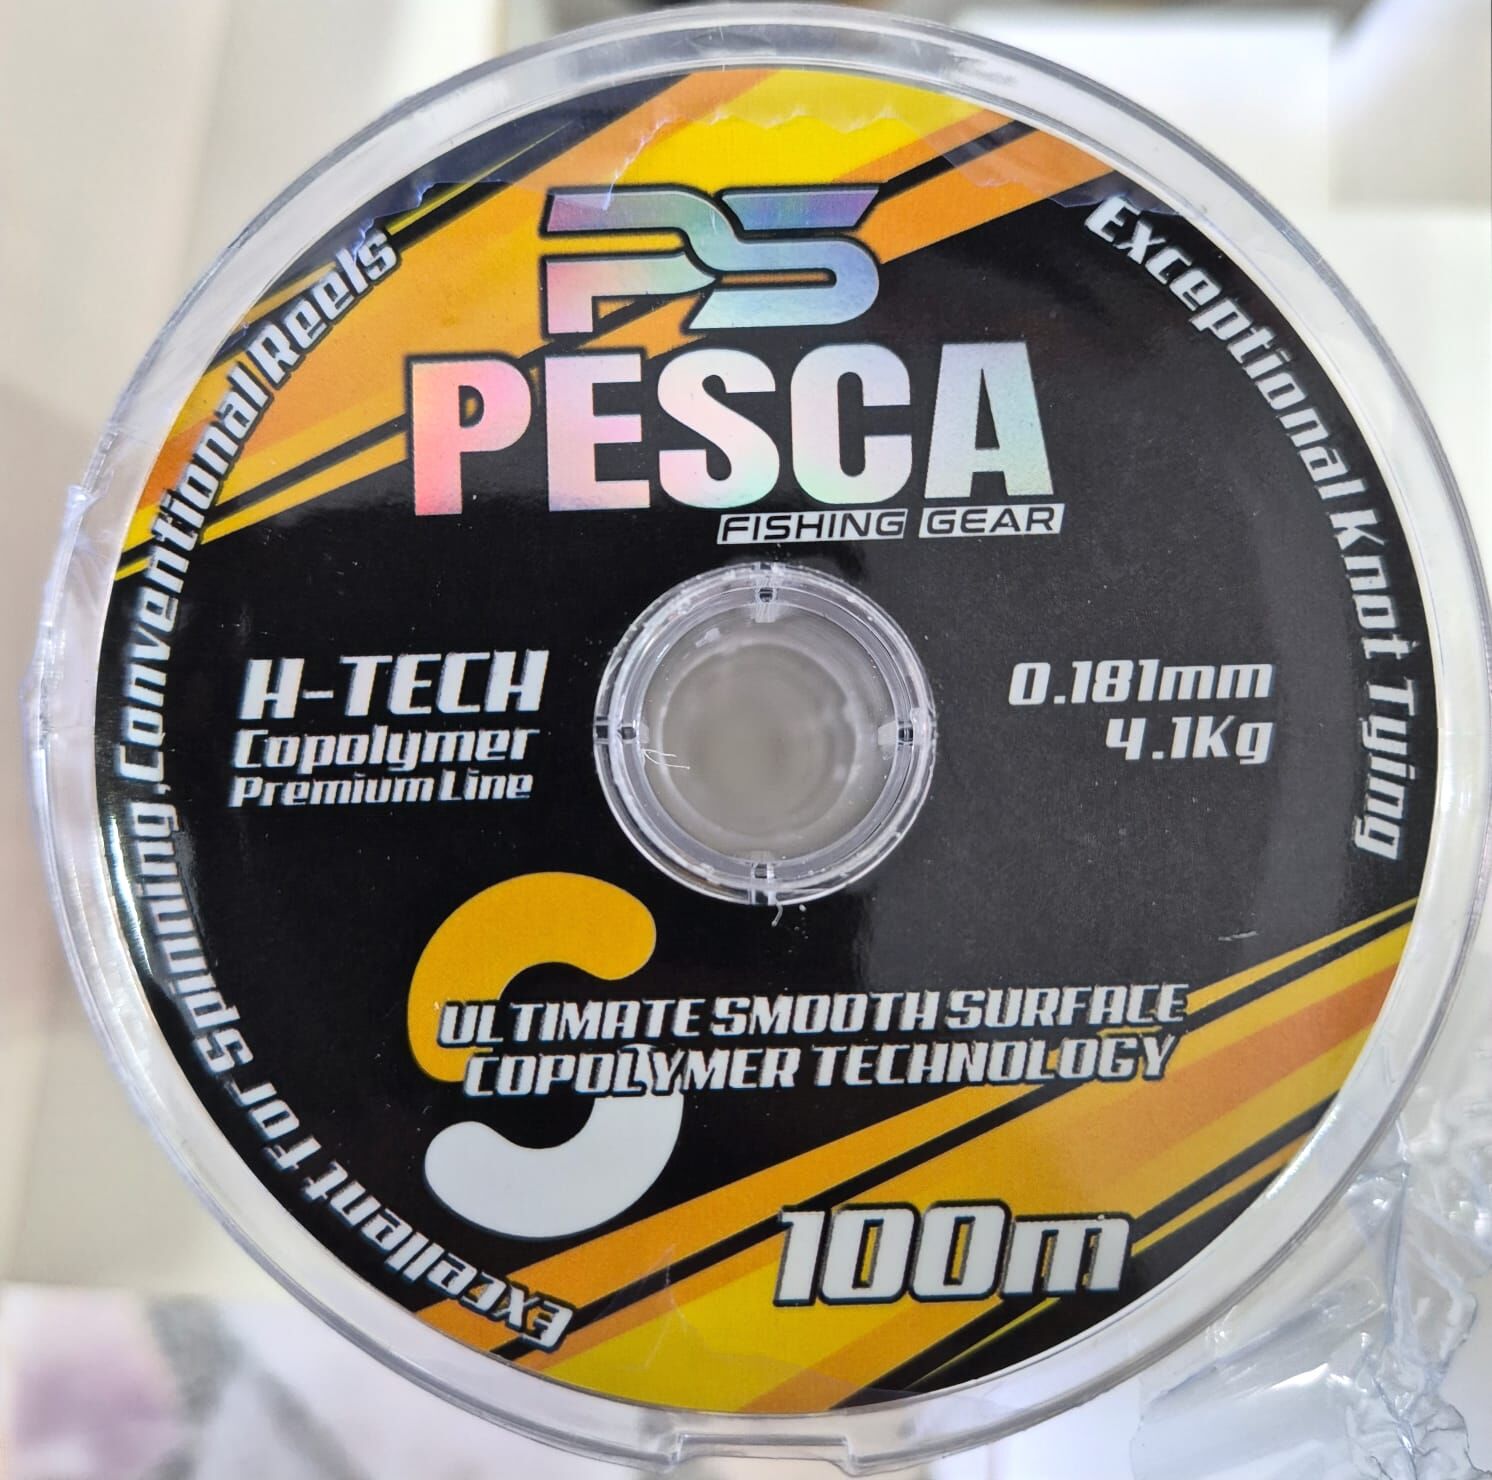 PS
PESCA
FISHING GEAR
Exceptional Knot Tying
Excellent For Spinning,Conventional Reels
H-TECH
Copolymer
Premium Line
0.181mm
4.1Kg
S
ULTIMATE SMOOTH SURFACE
COPOLYMER TECHNOLOGY
100m